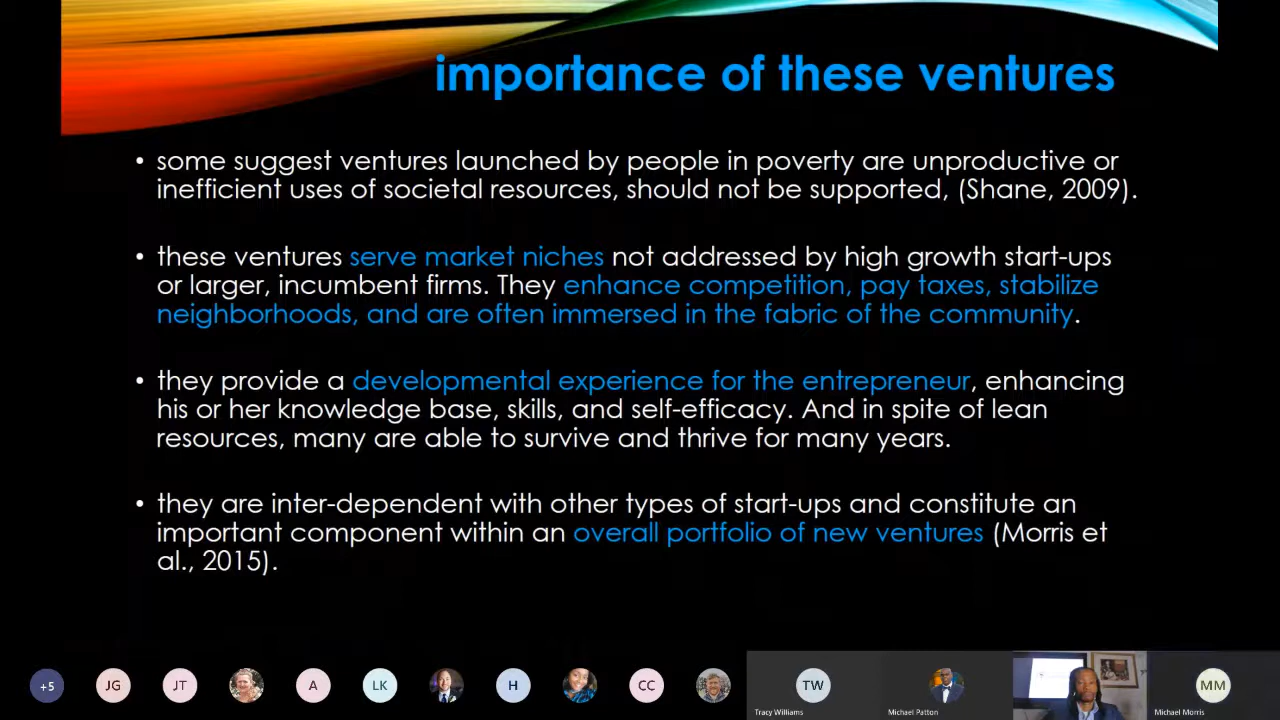 importance of these ventures
• some suggest ventures launched by people in poverty are unproductive or
inefficient uses of societal resources, should not be supported, (Shane, 2009).
• these ventures serve market niches not addressed by high growth start-ups
or larger, incumbent firms. They enhance competition, pay taxes, stabilize
neighborhoods, and are often immersed in the fabric of the community.
• they provide a developmental experience for the entrepreneur, enhancing
his or her knowledge base, skills, and self-efficacy. And in spite of lean
resources, many are able to survive and thrive for many years.
• they are inter-dependent with other types of start-ups and constitute an
important component within an overall portfolio of new ventures (Morris et
al., 2015).
+5 JG JT A LK H CC TW MM
Tracy Williams Michael Patton Michael Morris